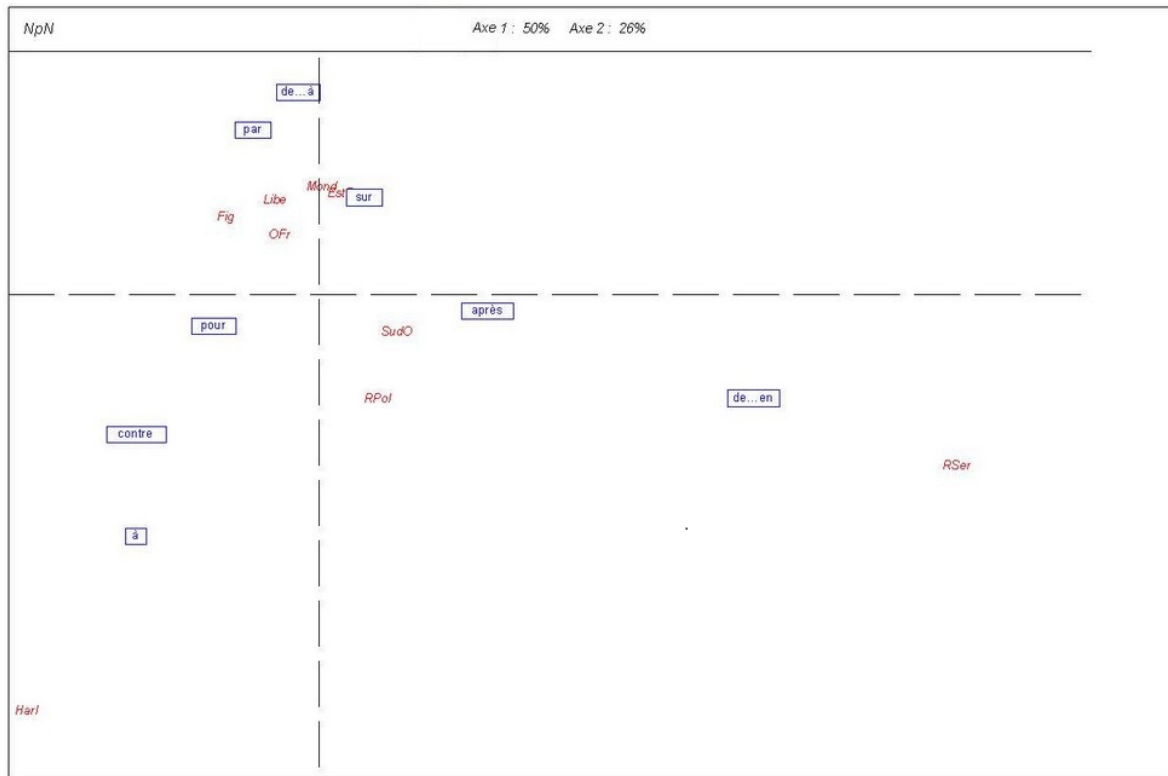 NpN
Axe 1 : 50% Axe 2 : 26%
de...à
par
Mond
Est
sur
Libe
Fig
OFr
après
pour
SudO
RPol
de...en
contre
RSer
à
Harl